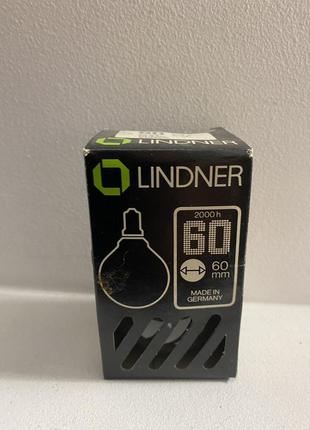 LINDNER
2000 h
60
60
mm
MADE IN
GERMANY